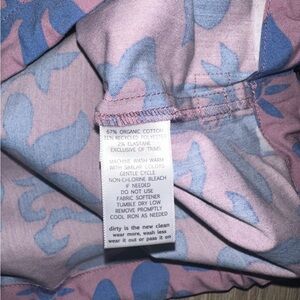 67% ORGANIC COTTON
31% RECYCLED POLYESTER
2% ELASTANE
EXCLUSIVE OF TRIMS
MACHINE WASH WARM
WITH SIMILAR COLORS
GENTLE CYCLE
NON-CHLORINE BLEACH
IF NEEDED
DO NOT USE
FABRIC SOFTENER
TUMBLE DRY LOW
REMOVE PROMPTLY
COOL IRON AS NEEDED
dirty is the new clean
wear more, wash less
wear it out or pass it on